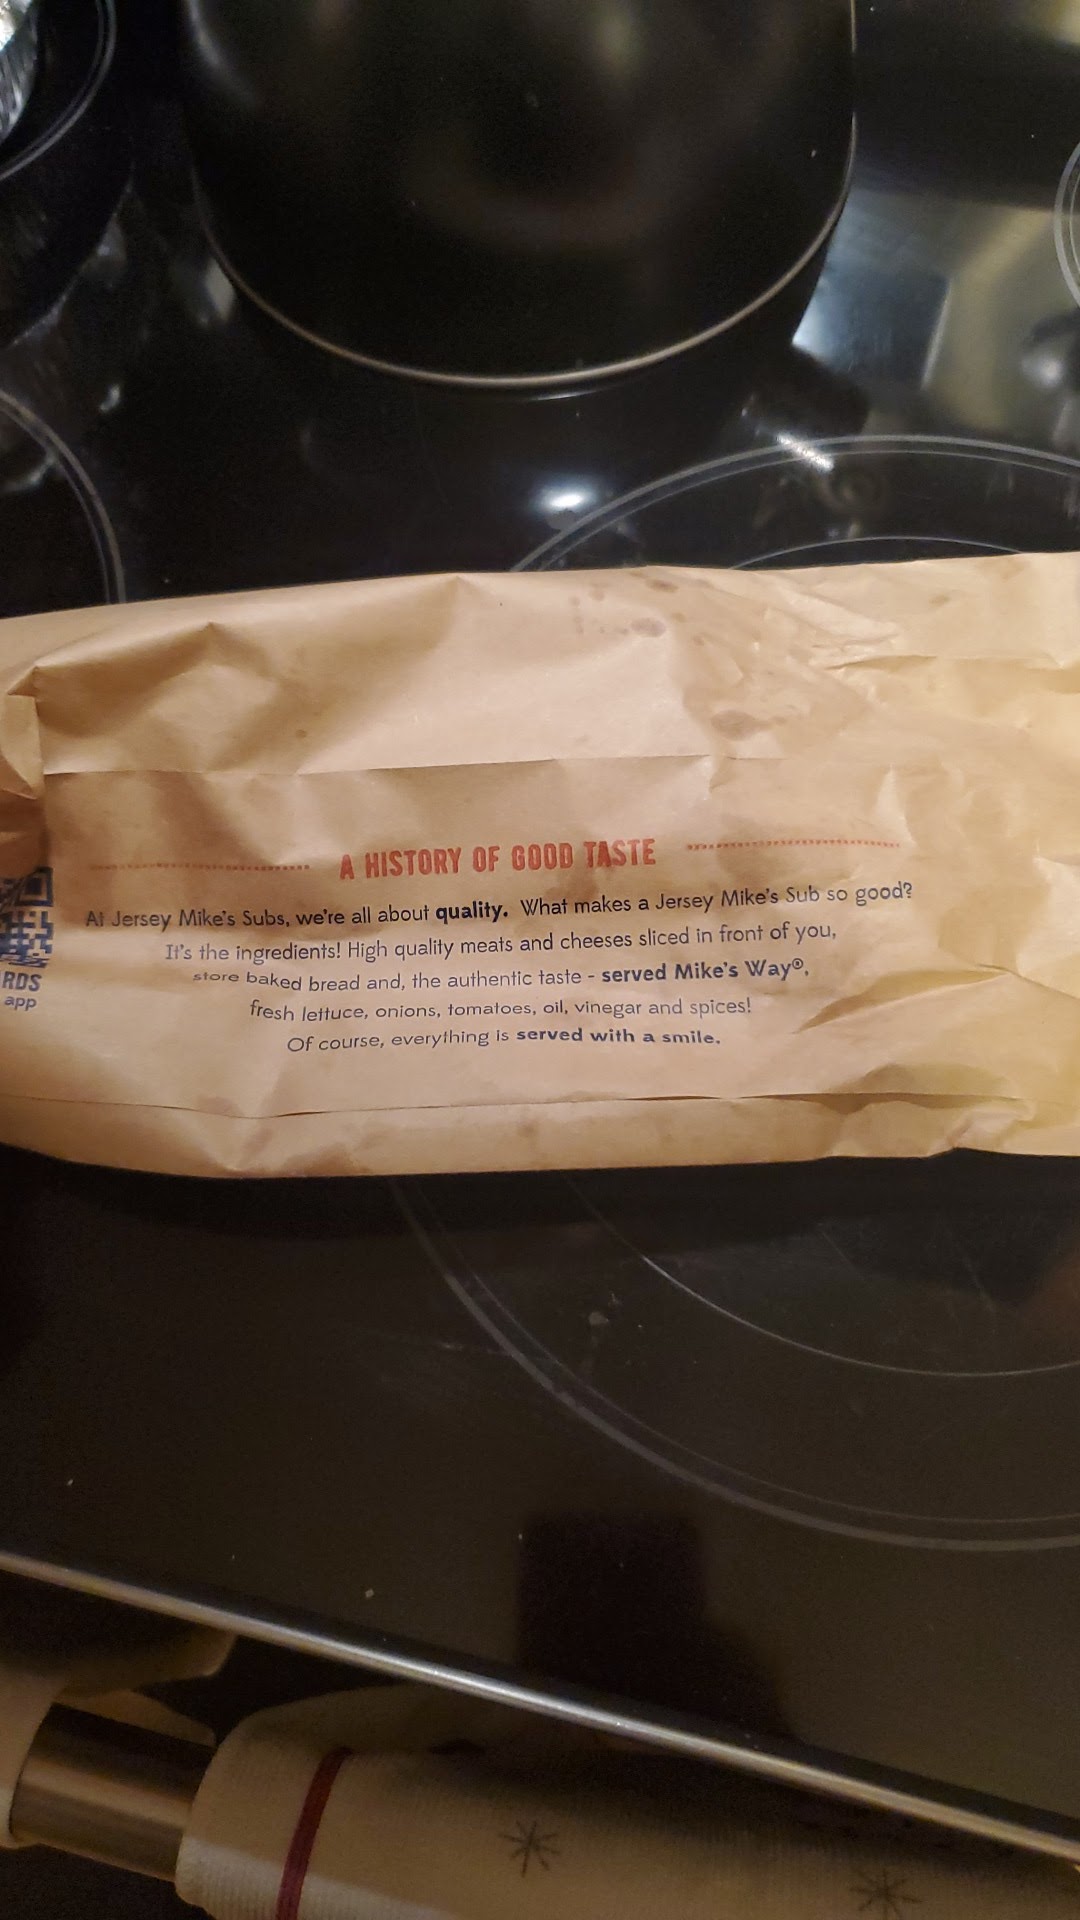 A HISTORY OF GOOD TASTE
At Jersey Mike's Subs, we're all about quality. What makes a Jersey Mike's Sub so good?
It's the ingredients! High quality meats and cheeses sliced in front of you,
store baked bread and, the authentic taste - served Mike's Way®,
fresh lettuce, onions, tomatoes, oil, vinegar and spices!
Of course, everything is served with a smile.
RDS
app